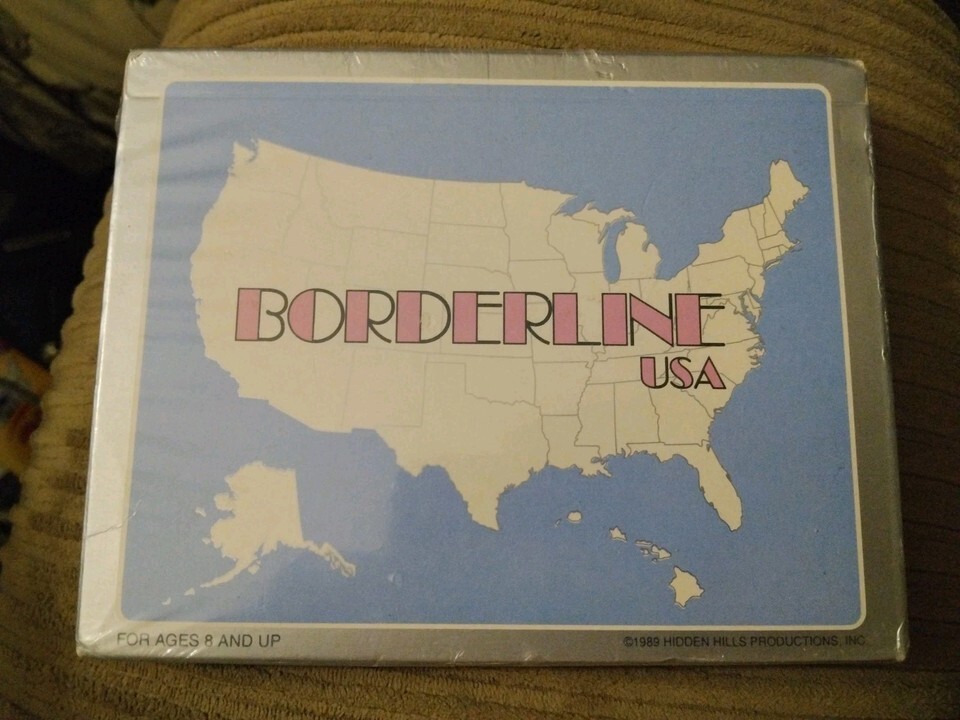 BORDERLINE
USA
FOR AGES 8 AND UP
©1989 HIDDEN HILLS PRODUCTIONS, INC.